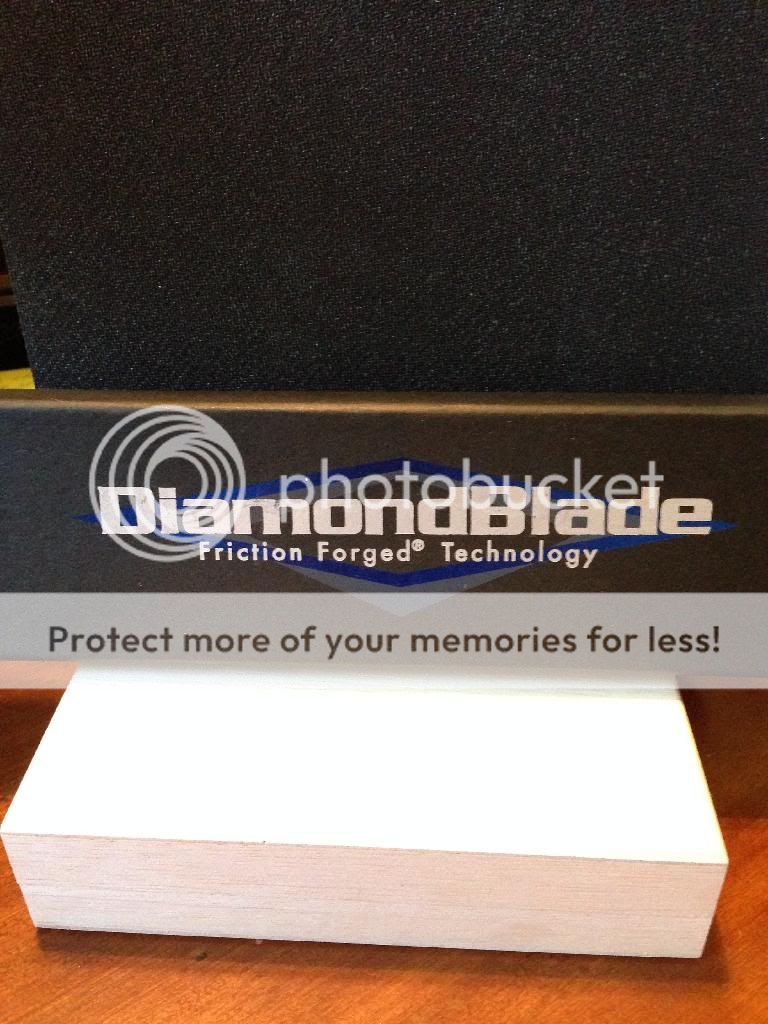 photobucket
DiamondBlade
Friction Forged® Technology
Protect more of your memories for less!